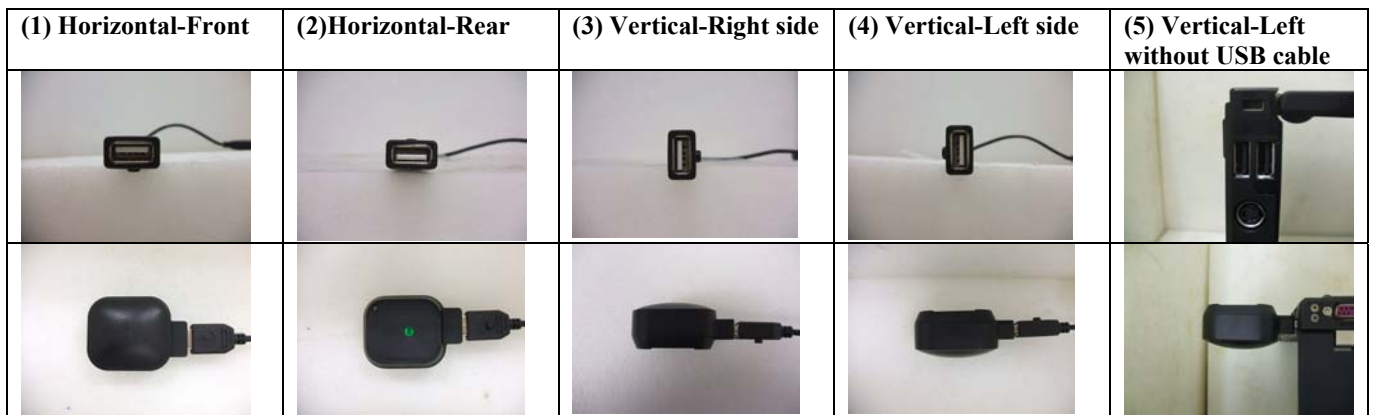 (1) Horizontal-Front
(2)Horizontal-Rear
(3) Vertical-Right side
(4) Vertical-Left side
(5) Vertical-Left
without USB cable